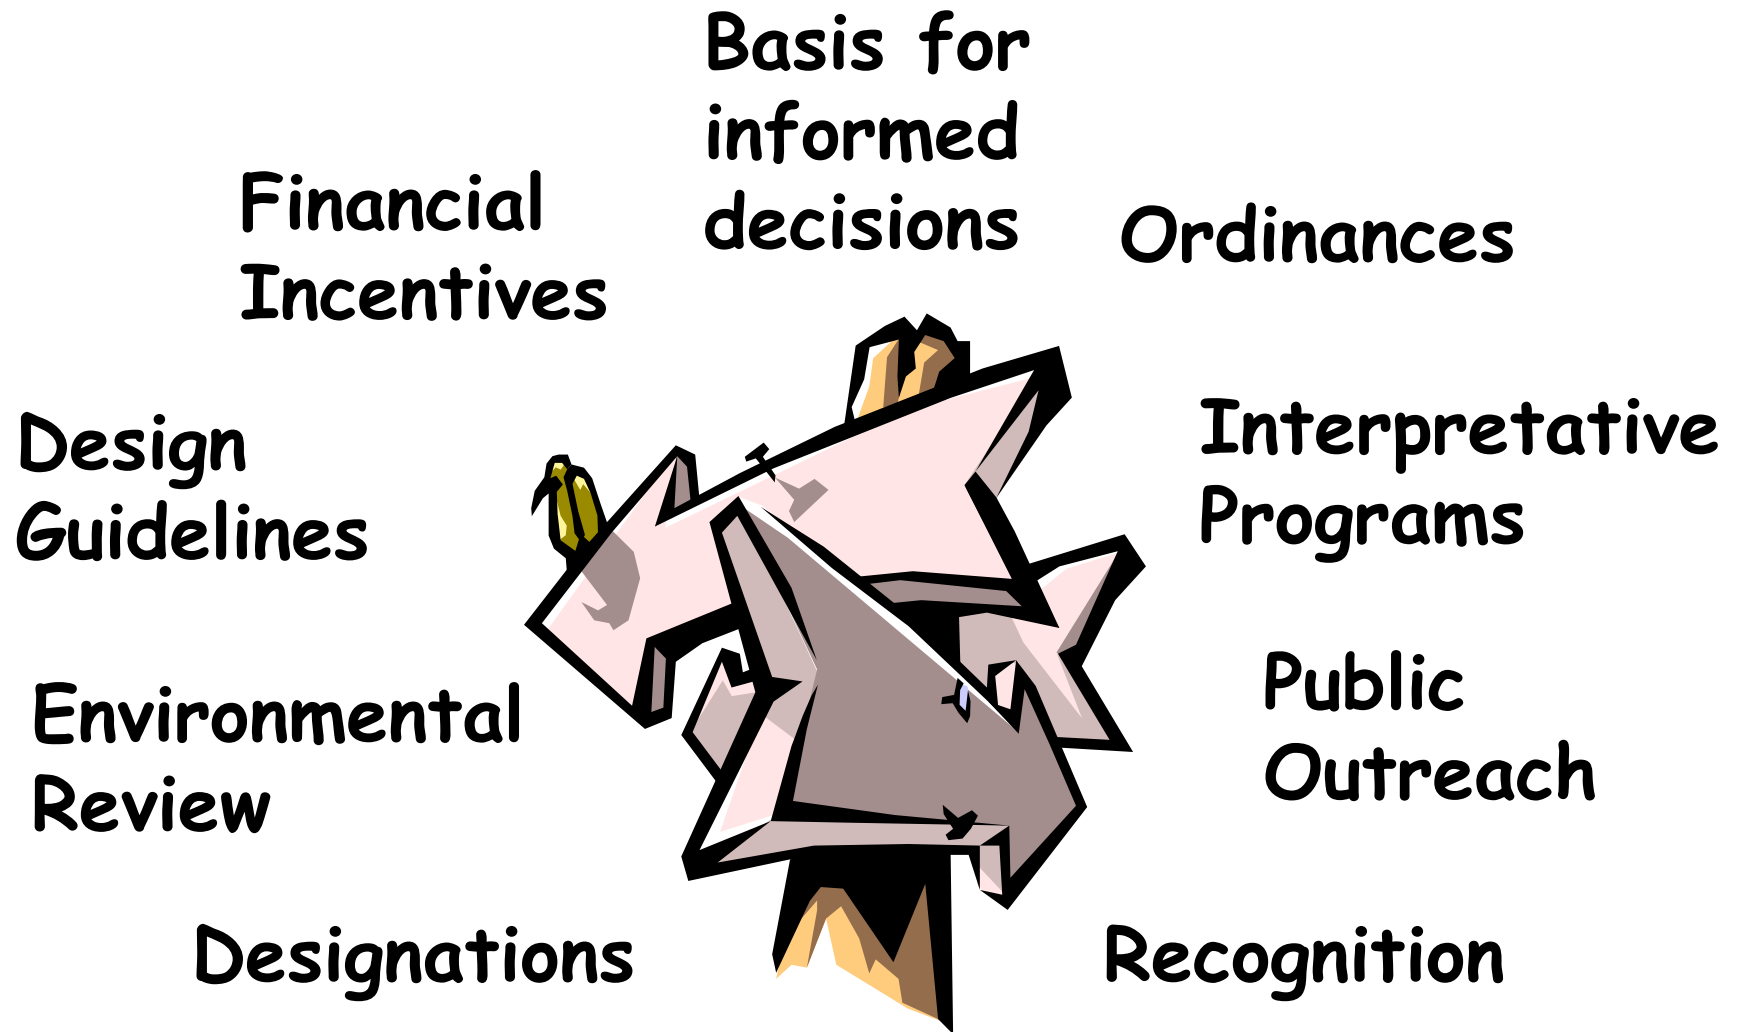 Basis for
informed
decisions
Financial
Incentives
Ordinances
Design
Guidelines
Interpretative
Programs
Environmental
Review
Public
Outreach
Designations
Recognition